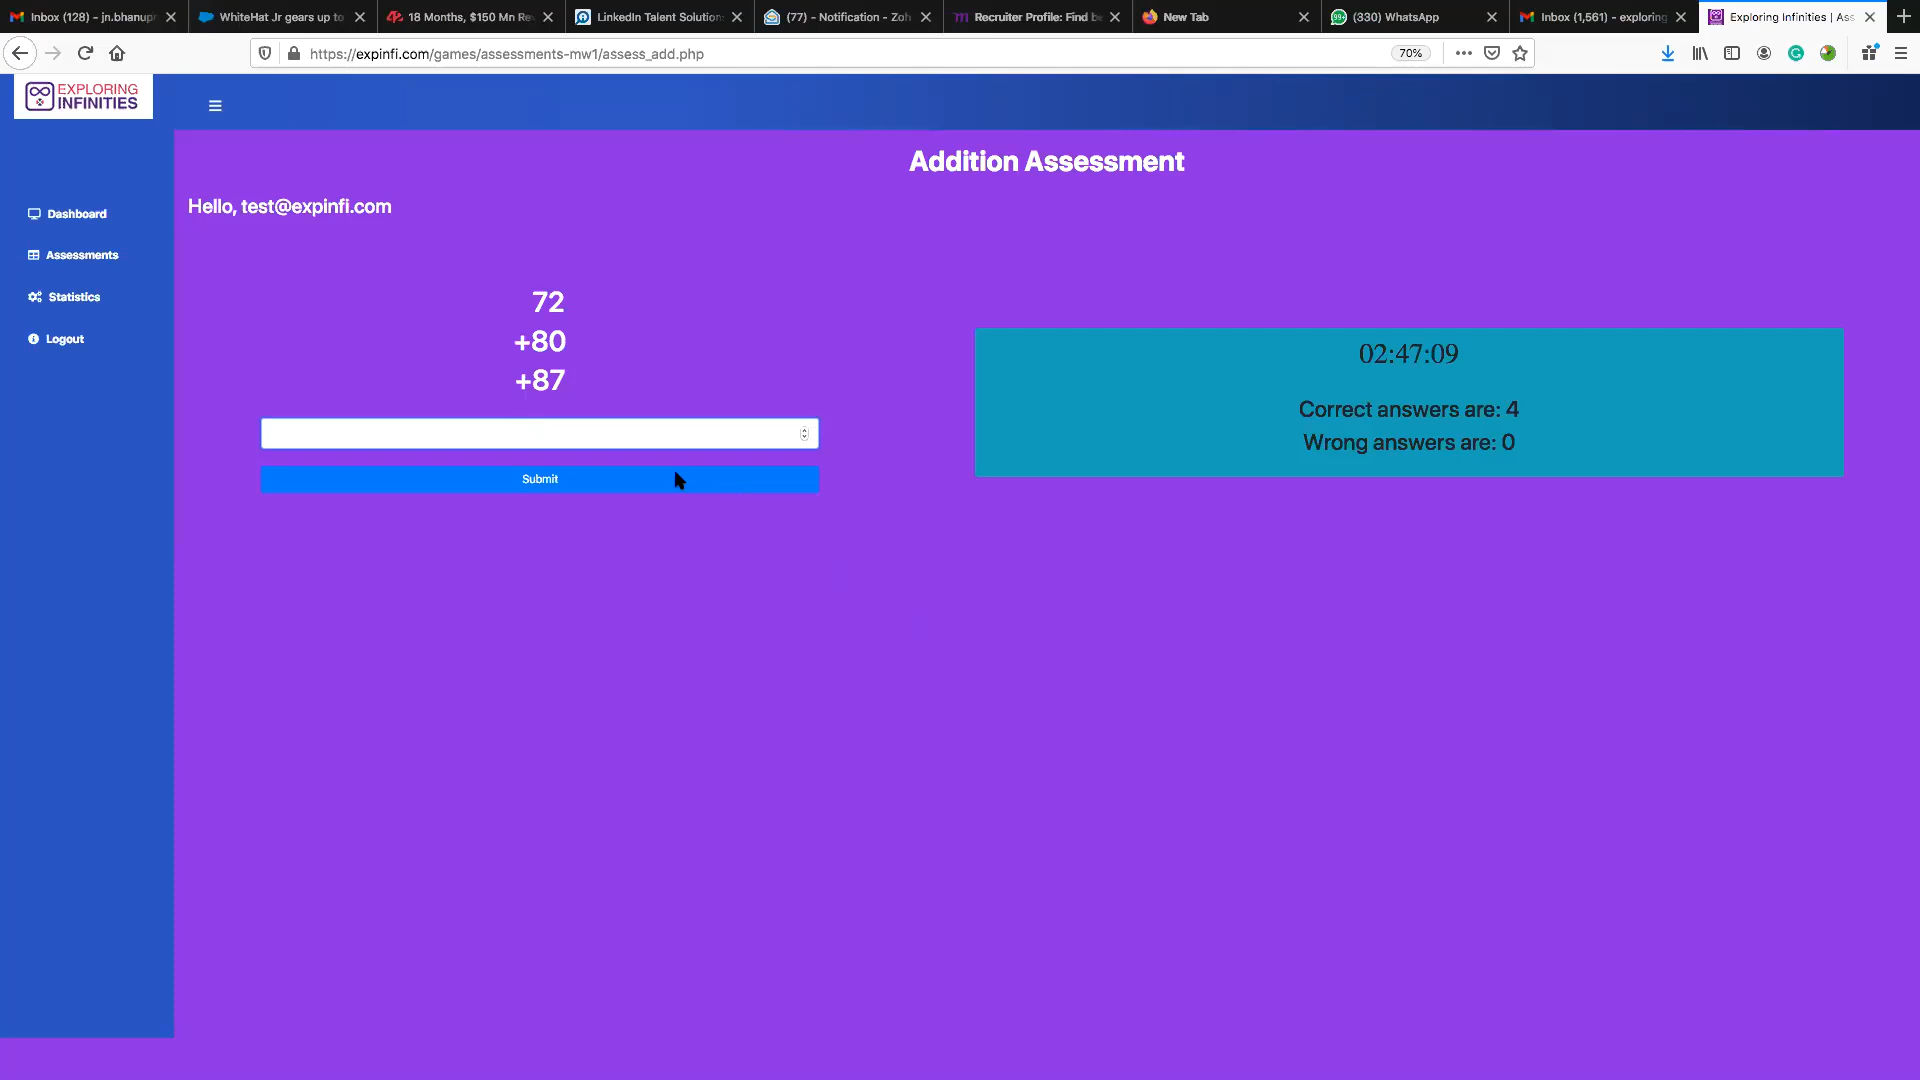 Inbox (128) - jn.bhanupr
WhiteHat Jr gears up to
18 Months, $150 Mn Re
LinkedIn Talent Solution
(77) - Notification - Zoh
Recruiter Profile: Find be
New Tab
99+
(330) WhatsApp
Inbox (1,561) - exploring
Exploring Infinities | Ass
https://expinfi.com/games/assessments-mw1/assess_add.php
70%
EXPLORING
INFINITIES
Addition Assessment
Hello, test@expinfi.com
Dashboard
Assessments
Statistics
Logout
72
+80
+87
Submit
02:47:09
Correct answers are: 4
Wrong answers are: 0